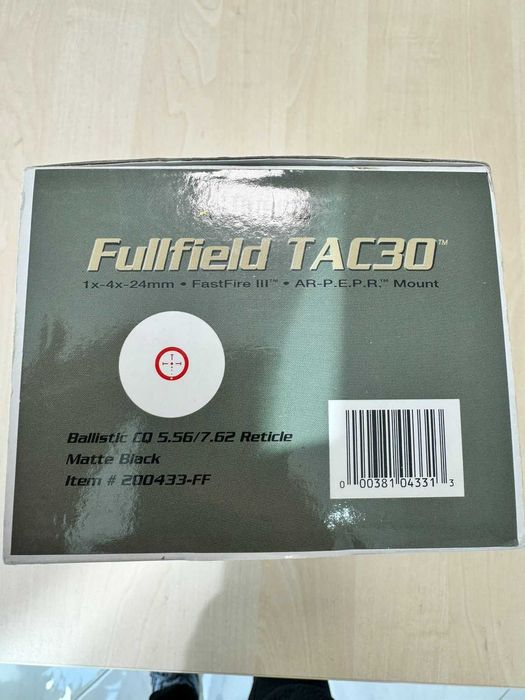 Fullfield TAC30™
1x-4x-24mm • FastFire III™ • AR-P.E.P.R.™ Mount
Ballistic CQ 5.56/7.62 Reticle
Matte Black
Item # 200433-FF
0 00381 04331 3